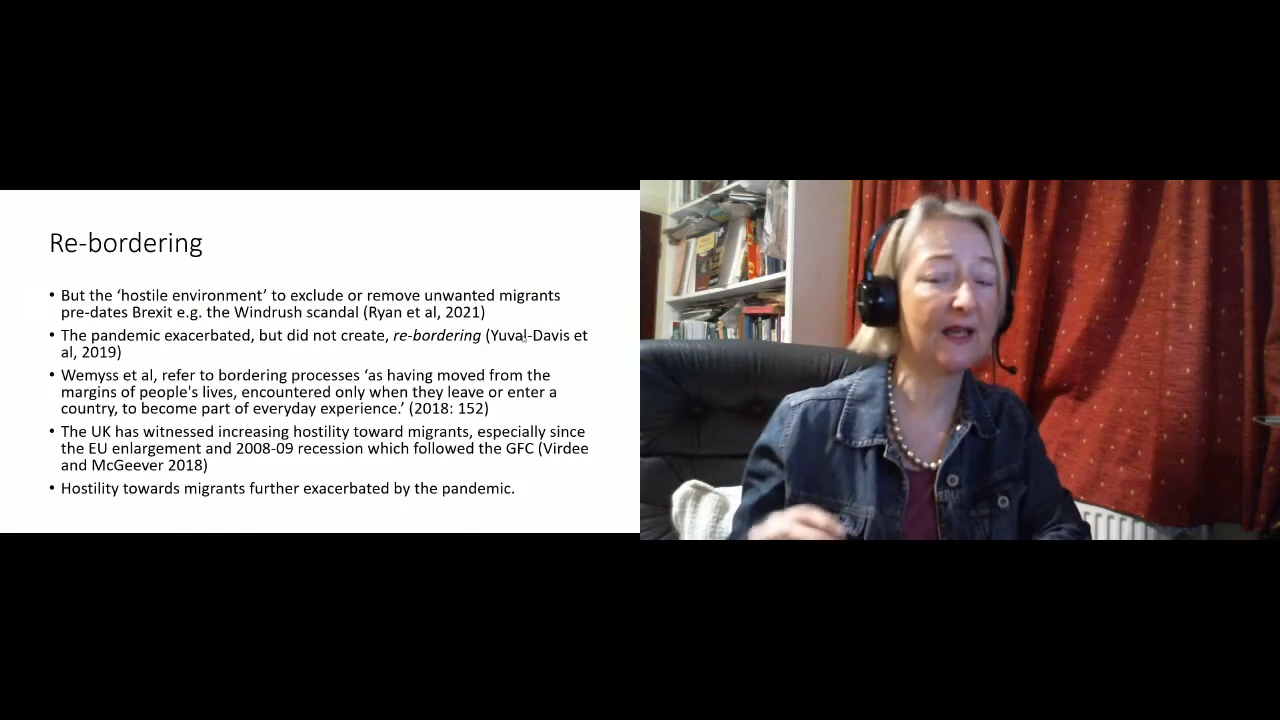 Re-bordering
• But the ‘hostile environment’ to exclude or remove unwanted migrants
pre-dates Brexit e.g. the Windrush scandal (Ryan et al, 2021)
• The pandemic exacerbated, but did not create, re-bordering (Yuval-Davis et
al, 2019)
• Wemyss et al, refer to bordering processes ‘as having moved from the
margins of people's lives, encountered only when they leave or enter a
country, to become part of everyday experience.’ (2018: 152)
• The UK has witnessed increasing hostility toward migrants, especially since
the EU enlargement and 2008-09 recession which followed the GFC (Virdee
and McGeever 2018)
• Hostility towards migrants further exacerbated by the pandemic.